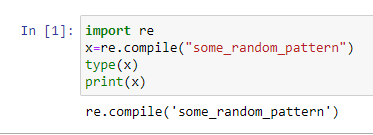 In [1]: import re
x=re.compile("some_random_pattern")
type(x)
print(x)
re.compile('some_random_pattern')